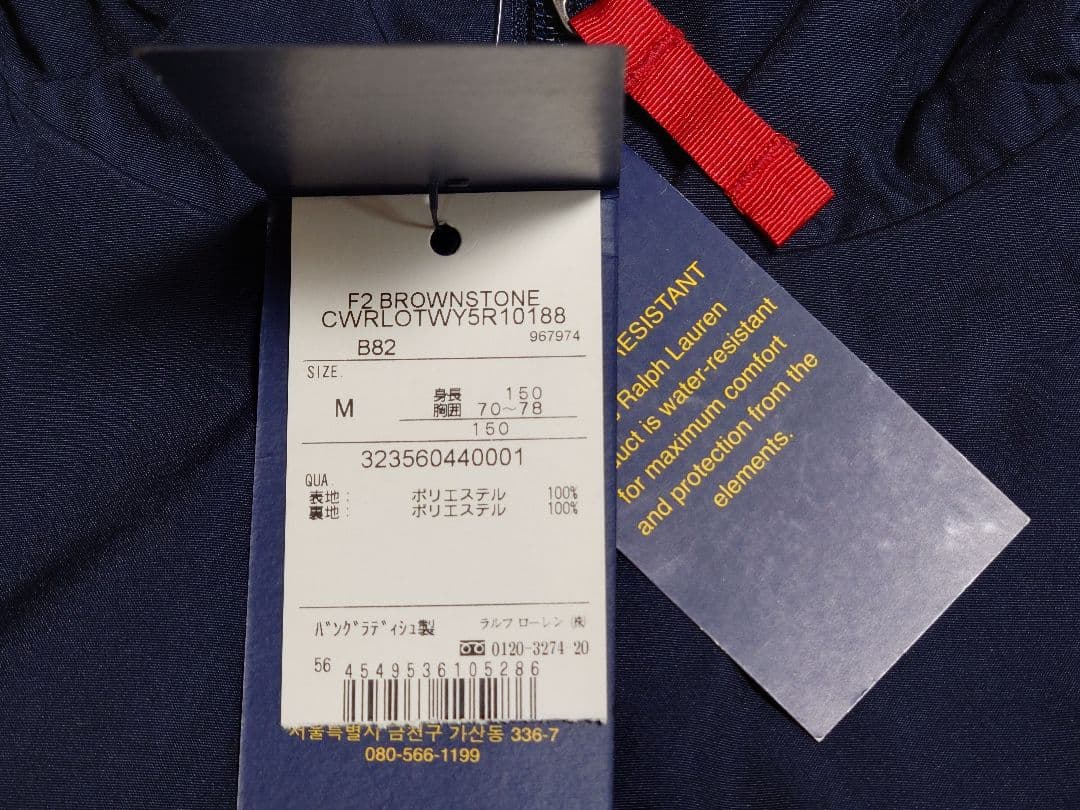 F2 BROWNSTONE
CWRLOTWY5R10188
B82 967974
SIZE.
M 身長 150
胸囲 70~78
150
323560440001
QUA.
表地: ポリエステル 100%
裏地: ポリエステル 100%
バングラディシュ製 ラルフ ローレン ㈱
0120-3274-20
56 4549536105286
서울특별시 금천구 가산동 336-7
080-566-1199
RESISTANT
Ralph Lauren
uct is water-resistant
for maximum comfort
and protection from the
elements.